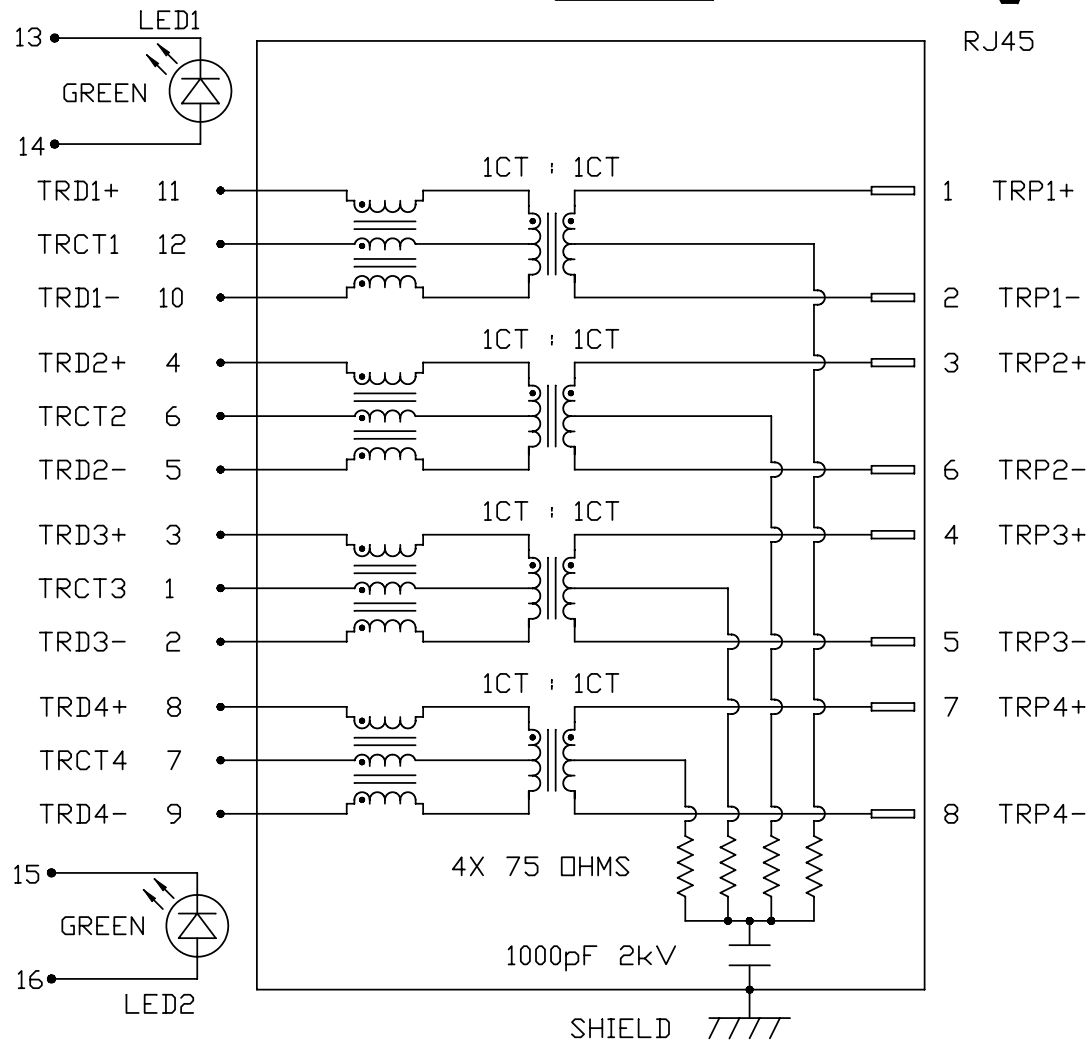 LED1
13
RJ45
GREEN
14
1CT : 1CT
TRD1+ 11 1 TRP1+
TRCT1 12
TRD1- 10 2 TRP1-
1CT : 1CT
TRD2+ 4 3 TRP2+
TRCT2 6
TRD2- 5 6 TRP2-
1CT : 1CT
TRD3+ 3 4 TRP3+
TRCT3 1
TRD3- 2 5 TRP3-
1CT : 1CT
TRD4+ 8 7 TRP4+
TRCT4 7
TRD4- 9 8 TRP4-
4X 75 OHMS
15
GREEN
1000pF 2kV
16
LED2
SHIELD